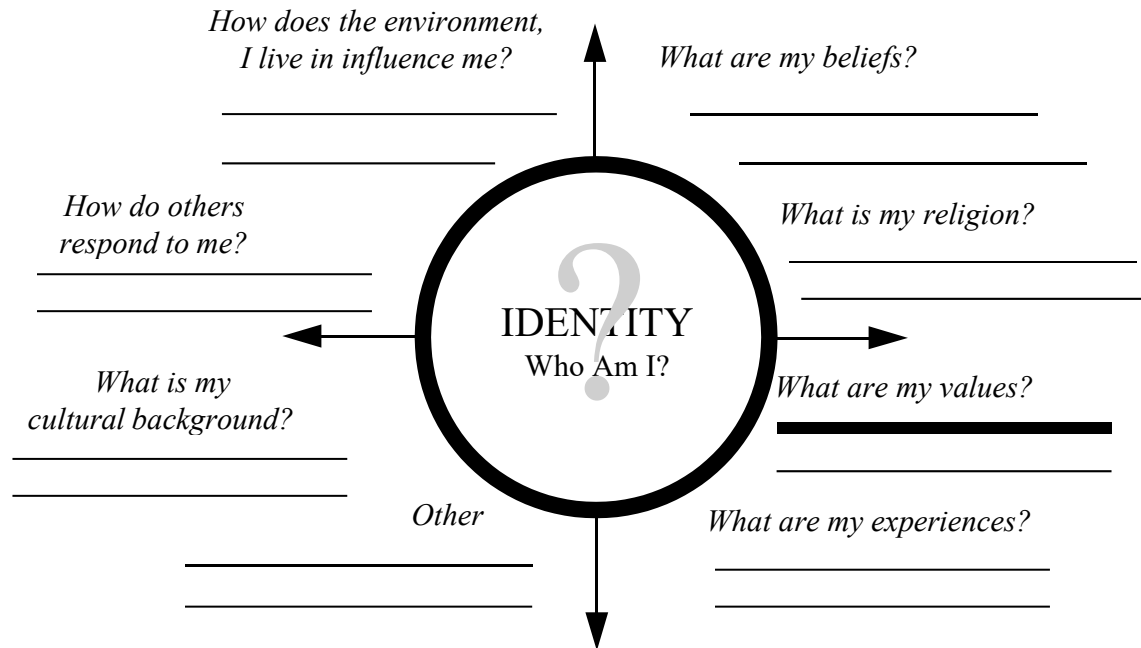 How does the environment,
I live in influence me?
What are my beliefs?
How do others
respond to me?
What is my religion?
?
IDENTITY
Who Am I?
What is my
cultural background?
What are my values?
Other
What are my experiences?